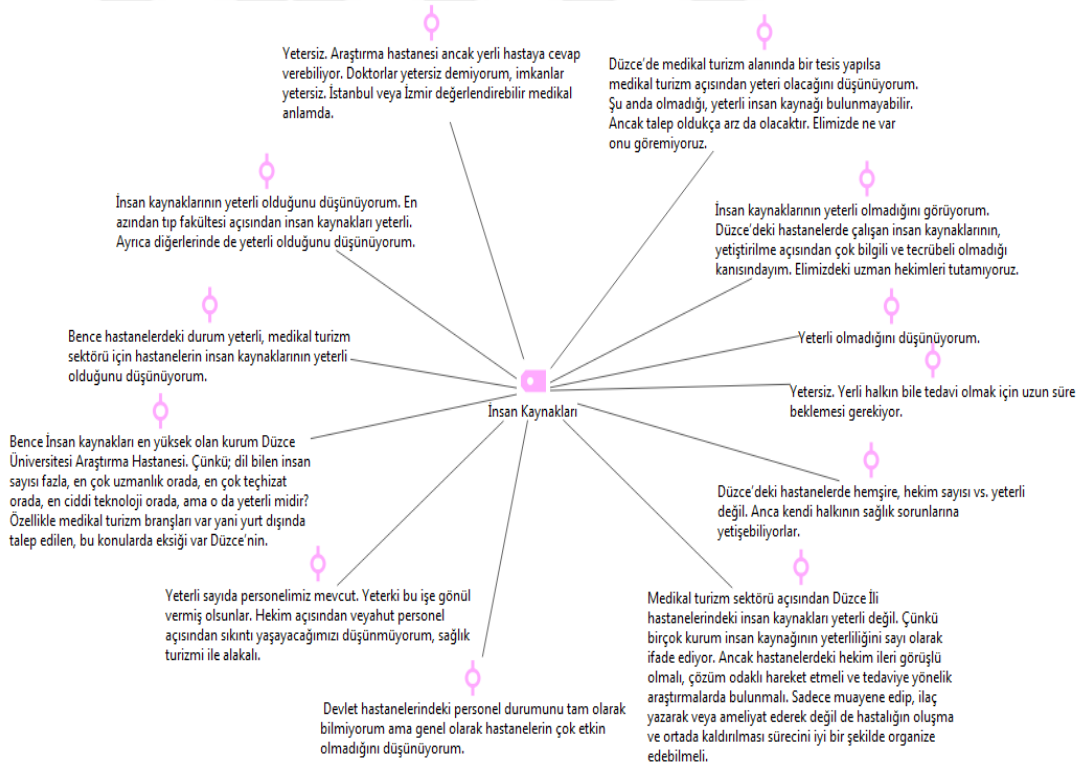 Yetersiz. Araştırma hastanesi ancak yerli hastaya cevap
verebiliyor. Doktorlar yetersiz demiyorum, imkanlar
yetersiz. İstanbul veya İzmir değerlendirebilir medikal
anlamda.
Düzce'de medikal turizm alanında bir tesis yapılsa
medikal turizm açısından yeteri olacağını düşünüyorum.
Şu anda olmadığı, yeterli insan kaynağı bulunmayabilir.
Ancak talep oldukça arz da olacaktır. Elimizde ne var
onu göremiyoruz.
İnsan kaynaklarının yeterli olduğunu düşünüyorum. En
azından tıp fakültesi açısından insan kaynakları yeterli.
Ayrıca diğerlerinde de yeterli olduğunu düşünüyorum.
İnsan kaynaklarının yeterli olmadığını görüyorum.
Düzce'deki hastanelerde çalışan insan kaynaklarının,
yetiştirilme açısından çok bilgili ve tecrübeli olmadığı
kanısındayım. Elimizdeki uzman hekimleri tutamıyoruz.
Bence hastanelerdeki durum yeterli, medikal turizm
sektörü için hastanelerin insan kaynaklarının yeterli
olduğunu düşünüyorum.
Yeterli olmadığını düşünüyorum.
Yetersiz. Yerli halkın bile tedavi olmak için uzun süre
beklemesi gerekiyor.
İnsan Kaynakları
Bence İnsan kaynakları en yüksek olan kurum Düzce
Üniversitesi Araştırma Hastanesi. Çünkü; dil bilen insan
sayısı fazla, en çok uzmanlık orada, en çok teçhizat
orada, en ciddi teknoloji orada, ama o da yeterli midir?
Özellikle medikal turizm branşları var yani yurt dışında
talep edilen, bu konularda eksiği var Düzce'nin.
Düzce'deki hastanelerde hemşire, hekim sayısı vs. yeterli
değil. Anca kendi halkının sağlık sorunlarına
yetişebiliyorlar.
Yeterli sayıda personelimiz mevcut. Yeterki bu işe gönül
vermiş olsunlar. Hekim açısından veyahut personel
açısından sıkıntı yaşayacağımızı düşünmüyorum, sağlık
turizmi ile alakalı.
Medikal turizm sektörü açısından Düzce İli
hastanelerindeki insan kaynakları yeterli değil. Çünkü
birçok kurum insan kaynağının yeterliliğini sayı olarak
ifade ediyor. Ancak hastanelerdeki hekim ileri görüşlü
olmalı, çözüm odaklı hareket etmeli ve tedaviye yönelik
araştırmalarda bulunmalı. Sadece muayene edip, ilaç
yazarak veya ameliyat ederek değil de hastalığın oluşma
ve ortada kaldırılması sürecini iyi bir şekilde organize
edebilmeli.
Devlet hastanelerindeki personel durumunu tam olarak
bilmiyorum ama genel olarak hastanelerin çok etkin
olmadığını düşünüyorum.